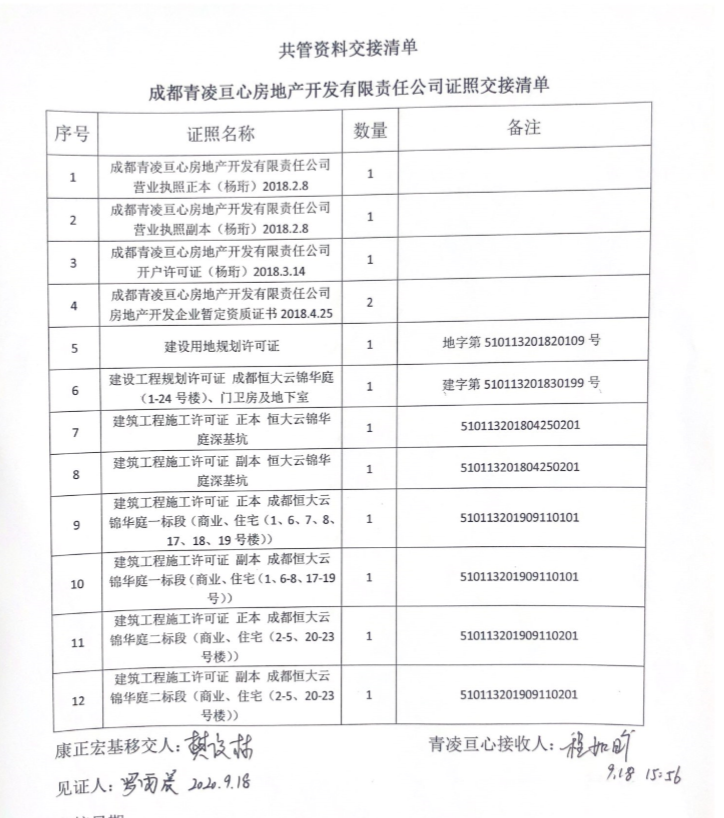 共管资料交接清单
成都青凌亘心房地产开发有限责任公司证照交接清单
序号 证照名称 数量 备注
1 成都青凌亘心房地产开发有限责任公司 1
营业执照正本（杨珩）2018.2.8
2 成都青凌亘心房地产开发有限责任公司 1
营业执照副本（杨珩）2018.2.8
3 成都青凌亘心房地产开发有限责任公司 1
开户许可证（杨珩）2018.3.14
4 成都青凌亘心房地产开发有限责任公司 2
房地产开发企业暂定资质证书 2018.4.25
5 建设用地规划许可证 1 地字第 510113201820109 号
6 建设工程规划许可证 成都恒大云锦华庭 1 建字第 510113201830199 号
（1-24 号楼）、门卫房及地下室
7 建筑工程施工许可证 正本 恒大云锦华 1 510113201804250201
庭深基坑
8 建筑工程施工许可证 副本 恒大云锦华 1 510113201804250201
庭深基坑
9 建筑工程施工许可证 正本 成都恒大云 1 510113201909110101
锦华庭一标段（商业、住宅（1、6、7、8、
17、18、19 号楼））
10 建筑工程施工许可证 副本 成都恒大云 1 510113201909110101
锦华庭一标段（商业、住宅（1、6-8、17-19
号））
11 建筑工程施工许可证 正本 成都恒大云 1 510113201909110201
锦华庭二标段（商业、住宅（2-5、20-23
号楼））
12 建筑工程施工许可证 副本 成都恒大云 1 510113201909110201
锦华庭二标段（商业、住宅（2-5、20-23
号楼））
康正宏基移交人： 青凌亘心接收人：
9.18 15:56
见证人： 2020.9.18